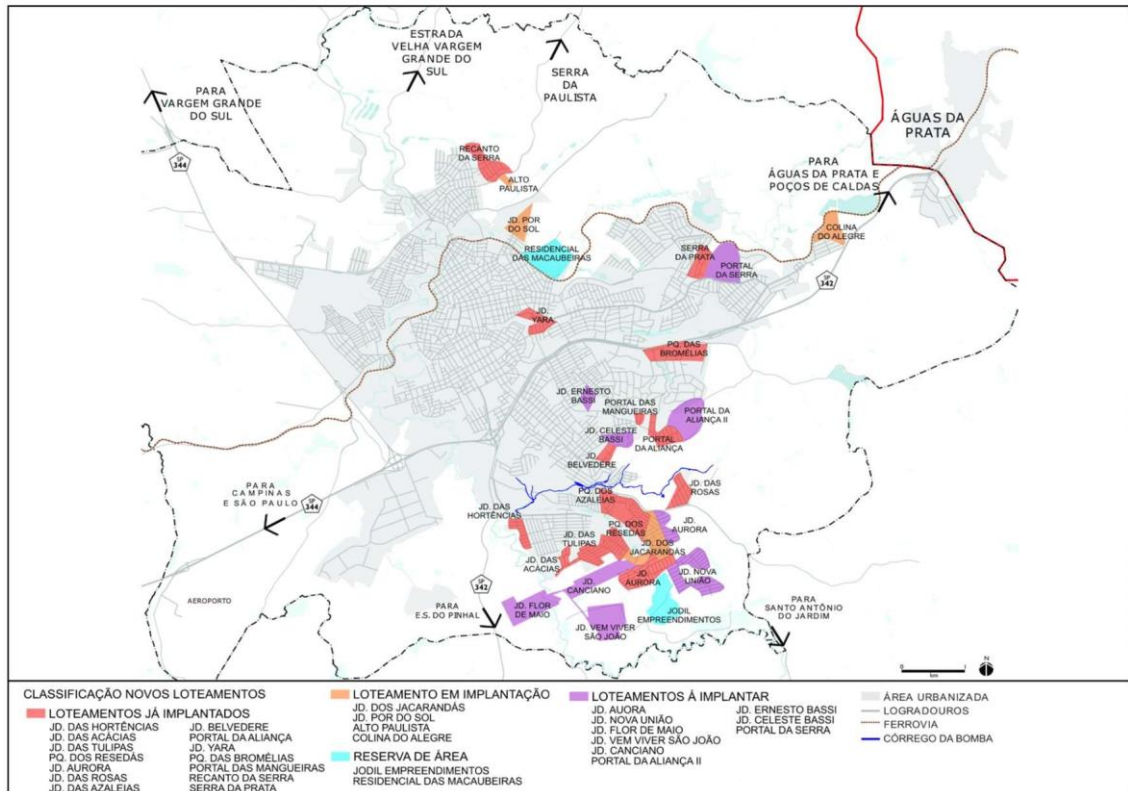 ESTRADA
VELHA VARGEM
GRANDE DO
SUL
SERRA
DA
PAULISTA
PARA
VARGEM GRANDE
DO SUL
SP
344
ÁGUAS DA
PRATA
PARA
ÁGUAS DA PRATA E
POÇOS DE CALDAS
RECANTO
DA SERRA
ALTO
PAULISTA
JD. POR
DO SOL
RESIDENCIAL
DAS MACAUBEIRAS
COLINA
DO ALEGRE
SERRA
DA PRATA
PORTAL
DA SERRA
SP
342
JD.
YARA
PQ. DAS
BROMÉLIAS
JD. ERNESTO
BASSI
PORTAL DAS
MANGUEIRAS
PORTAL DA
ALIANÇA II
JD. CELESTE
BASSI
PORTAL
DA ALIANÇA
JD.
BELVEDERE
PARA
CAMPINAS
E SÃO PAULO
SP
344
PQ. DOS
AZALEIAS
JD. DAS
ROSAS
JD. DAS
HORTÊNCIAS
PQ. DOS
RESEDÁS
JD.
AURORA
JD. DAS
TULIPAS
JD. DOS
JACARANDÁS
JD. DAS
ACÁCIAS
JD.
AURORA
JD. NOVA
UNIÃO
JD.
CANCIANO
SP
342
AEROPORTO
PARA
E.S. DO PINHAL
JD. FLOR
DE MAIO
JD. VEM VIVER
SÃO JOÃO
JODIL
EMPREENDIMENTOS
PARA
SANTO ANTÔNIO
DO JARDIM
0 1
km
N
CLASSIFICAÇÃO NOVOS LOTEAMENTOS
LOTEAMENTOS JÁ IMPLANTADOS
JD. DAS HORTÊNCIAS
JD. DAS ACÁCIAS
JD. DAS TULIPAS
PQ. DOS RESEDÁS
JD. AURORA
JD. DAS ROSAS
JD. DAS AZALEIAS
JD. BELVEDERE
PORTAL DA ALIANÇA
JD. YARA
PQ. DAS BROMÉLIAS
PORTAL DAS MANGUEIRAS
RECANTO DA SERRA
SERRA DA PRATA
LOTEAMENTO EM IMPLANTAÇÃO
JD. DOS JACARANDÁS
JD. POR DO SOL
ALTO PAULISTA
COLINA DO ALEGRE
RESERVA DE ÁREA
JODIL EMPREENDIMENTOS
RESIDENCIAL DAS MACAUBEIRAS
LOTEAMENTOS Á IMPLANTAR
JD. AUORA
JD. NOVA UNIÃO
JD. FLOR DE MAIO
JD. VEM VIVER SÃO JOÃO
JD. CANCIANO
PORTAL DA ALIANÇA II
JD. ERNESTO BASSI
JD. CELESTE BASSI
PORTAL DA SERRA
ÁREA URBANIZADA
LOGRADOUROS
FERROVIA
CÓRREGO DA BOMBA